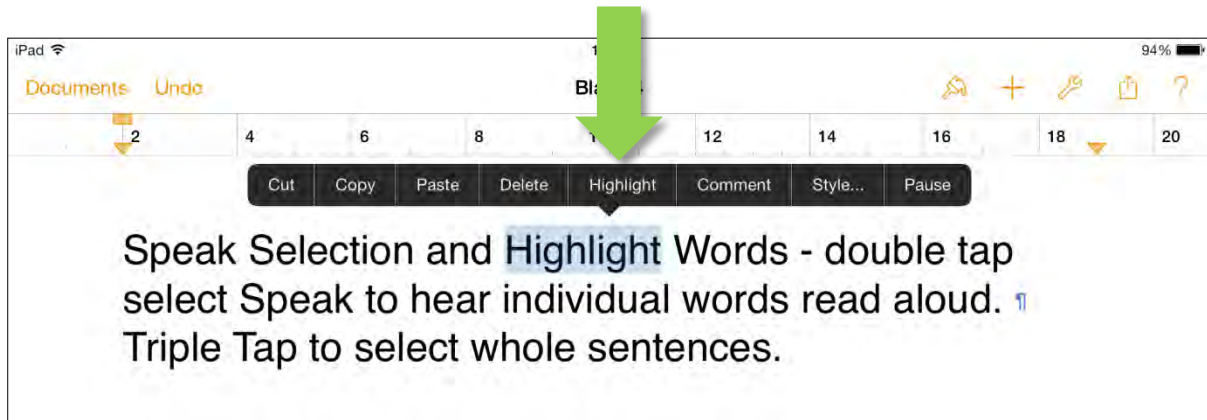 iPad 94%
Documents Undo ?
2 4 6 8 12 14 16 18 20
Cut Copy Paste Delete Highlight Comment Style... Pause
Speak Selection and Highlight Words - double tap
select Speak to hear individual words read aloud. ¶
Triple Tap to select whole sentences.